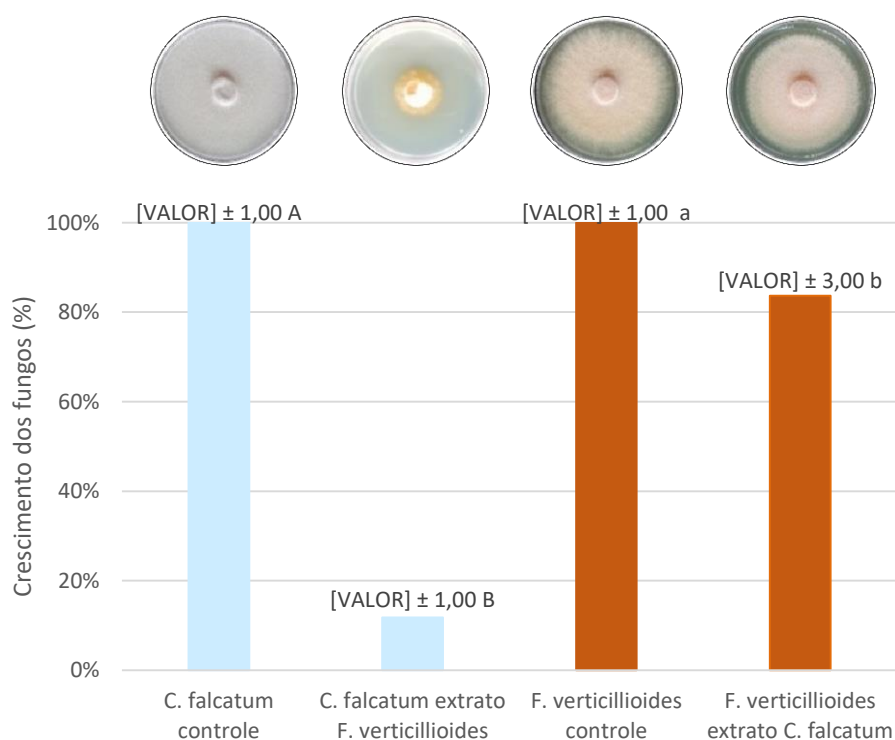 [VALOR] ± 1,00 A
[VALOR] ± 1,00 a
[VALOR] ± 3,00 b
[VALOR] ± 1,00 B
100%
80%
60%
40%
20%
0%
Crescimento dos fungos (%)
C. falcatum
controle
C. falcatum extrato
F. verticillioides
F. verticillioides
controle
F. verticillioides
extrato C. falcatum